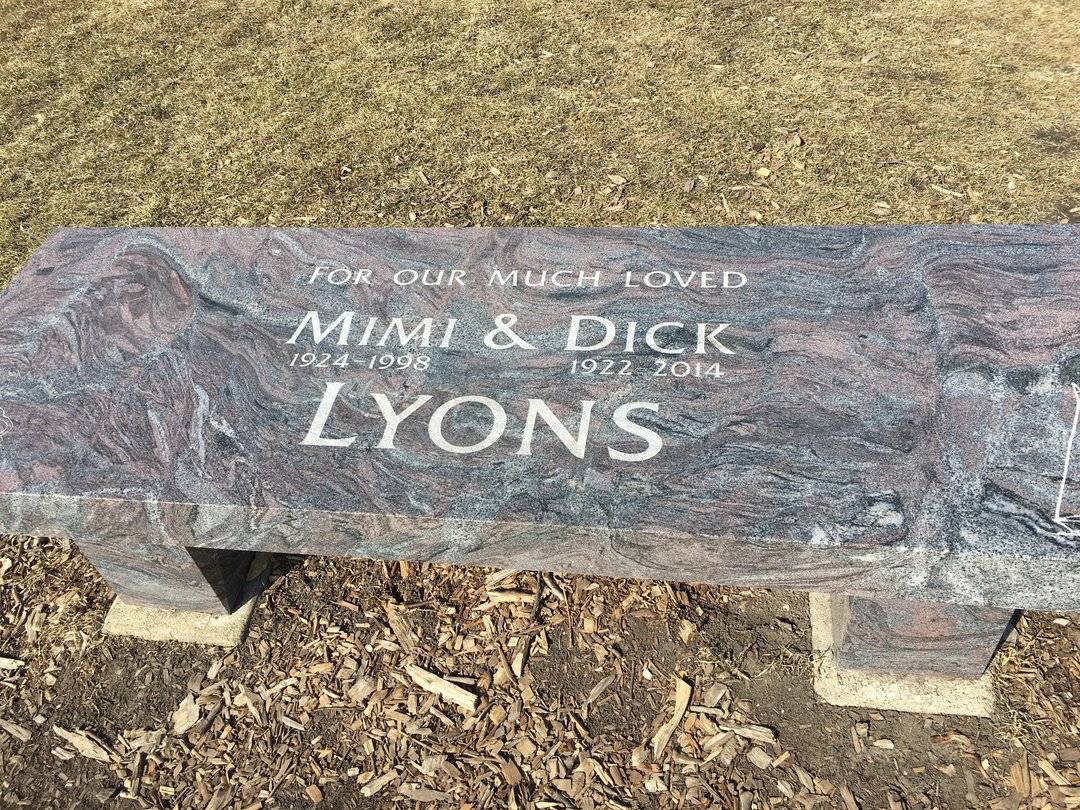 FOR OUR MUCH LOVED
MIMI & DICK
1924-1998 1922 2014
LYONS